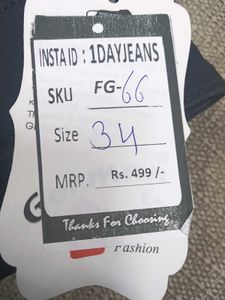 INSTA ID : 1DAYJEANS
SKU FG-66
Size 34
MRP. Rs. 499 /-
Thanks For Choosing
Fashion